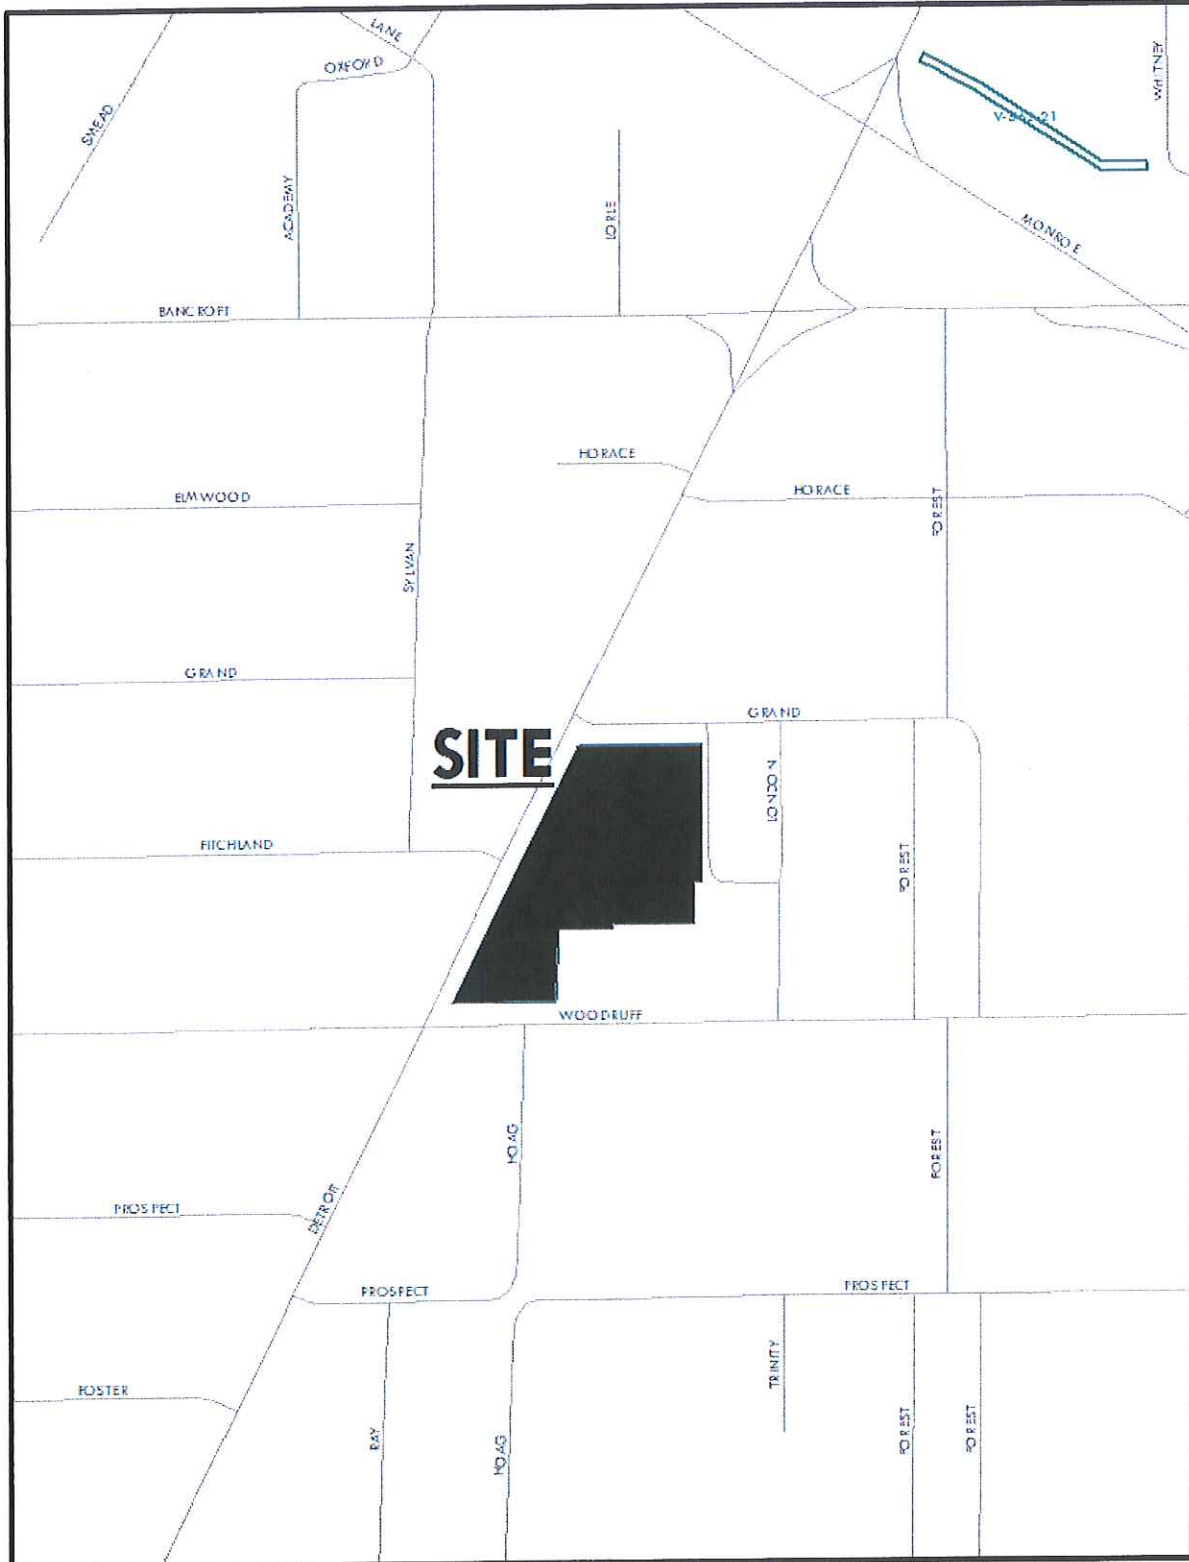 LANE
OXFORD
SMEAD
WHITNEY
ACADEMY
LORLE
MONROE
BANCROFT
HORACE
ELMWOOD
HORACE
FOREST
SYLVAN
GRAND
GRAND
SITE
LONDON
FITCHLAND
FOREST
WOODRUFF
HOAG
FOREST
PROSPECT
DETROIT
PROSPECT
PROSPECT
TRINITY
FOSTER
RAY
HOAG
FOREST
FOREST